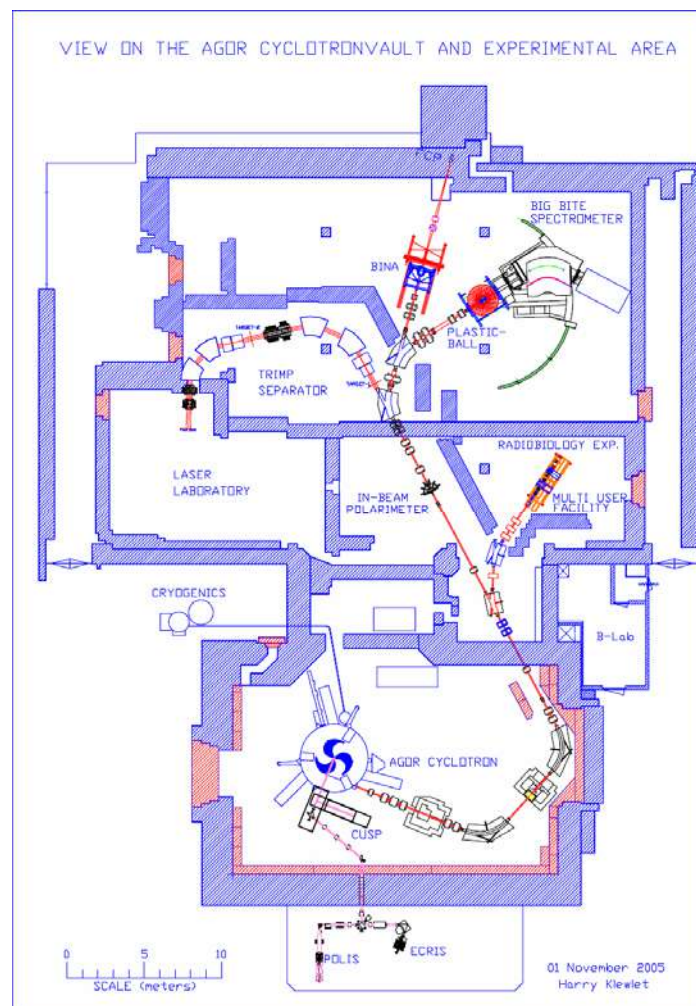 VIEW ON THE AGOR CYCLOTRONVAULT AND EXPERIMENTAL AREA
BIG BITE
SPECTROMETER
BINA
PLASTIC-
BALL
TRIMP
SEPARATOR
RADIOBIOLOGY EXP.
LASER
LABORATORY
IN-BEAM
POLARIMETER
MULTI USER
FACILITY
CRYOGENICS
B-Lab
AGOR CYCLOTRON
CUSP
POLIS
ECRIS
0 5 10
SCALE (meters)
01 November 2005
Harry Kiewiet